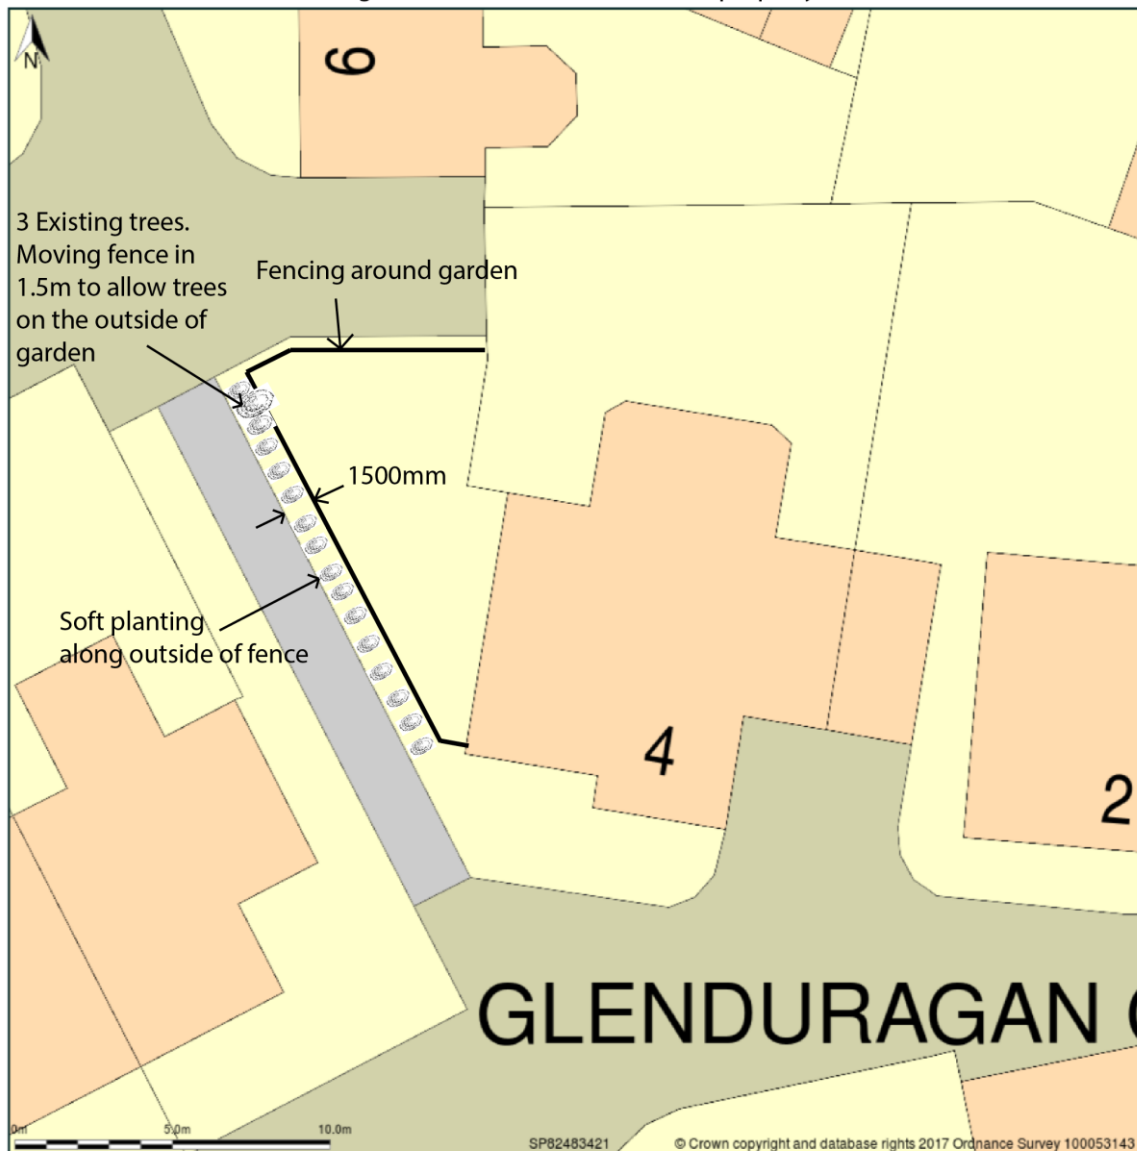 N
6
3 Existing trees.
Moving fence in
1.5m to allow trees
on the outside of
garden
Fencing around garden
1500mm
Soft planting
along outside of fence
4
2
GLENDURAGAN
0m
5.0m
10.0m
SP82483421
© Crown copyright and database rights 2017 Ordnance Survey 100053143